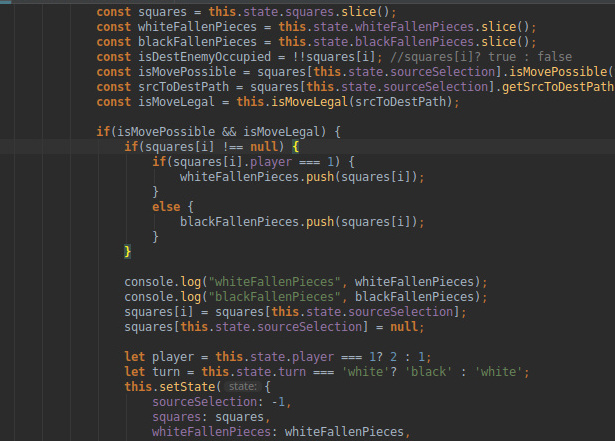 const squares = this.state.squares.slice();
const whiteFallenPieces = this.state.whiteFallenPieces.slice();
const blackFallenPieces = this.state.blackFallenPieces.slice();
const isDestEnemyOccupied = !!squares[i]; //squares[i]? true : false
const isMovePossible = squares[this.state.sourceSelection].isMovePossible(
const srcToDestPath = squares[this.state.sourceSelection].getSrcToDestPath
const isMoveLegal = this.isMoveLegal(srcToDestPath);
if(isMovePossible && isMoveLegal) {
if(squares[i] !== null) {
if(squares[i].player === 1) {
whiteFallenPieces.push(squares[i]);
}
else {
blackFallenPieces.push(squares[i]);
}
}
console.log("whiteFallenPieces", whiteFallenPieces);
console.log("blackFallenPieces", blackFallenPieces);
squares[i] = squares[this.state.sourceSelection];
squares[this.state.sourceSelection] = null;
let player = this.state.player === 1? 2 : 1;
let turn = this.state.turn === 'white'? 'black' : 'white';
this.setState( state: {
sourceSelection: -1,
squares: squares,
whiteFallenPieces: whiteFallenPieces,